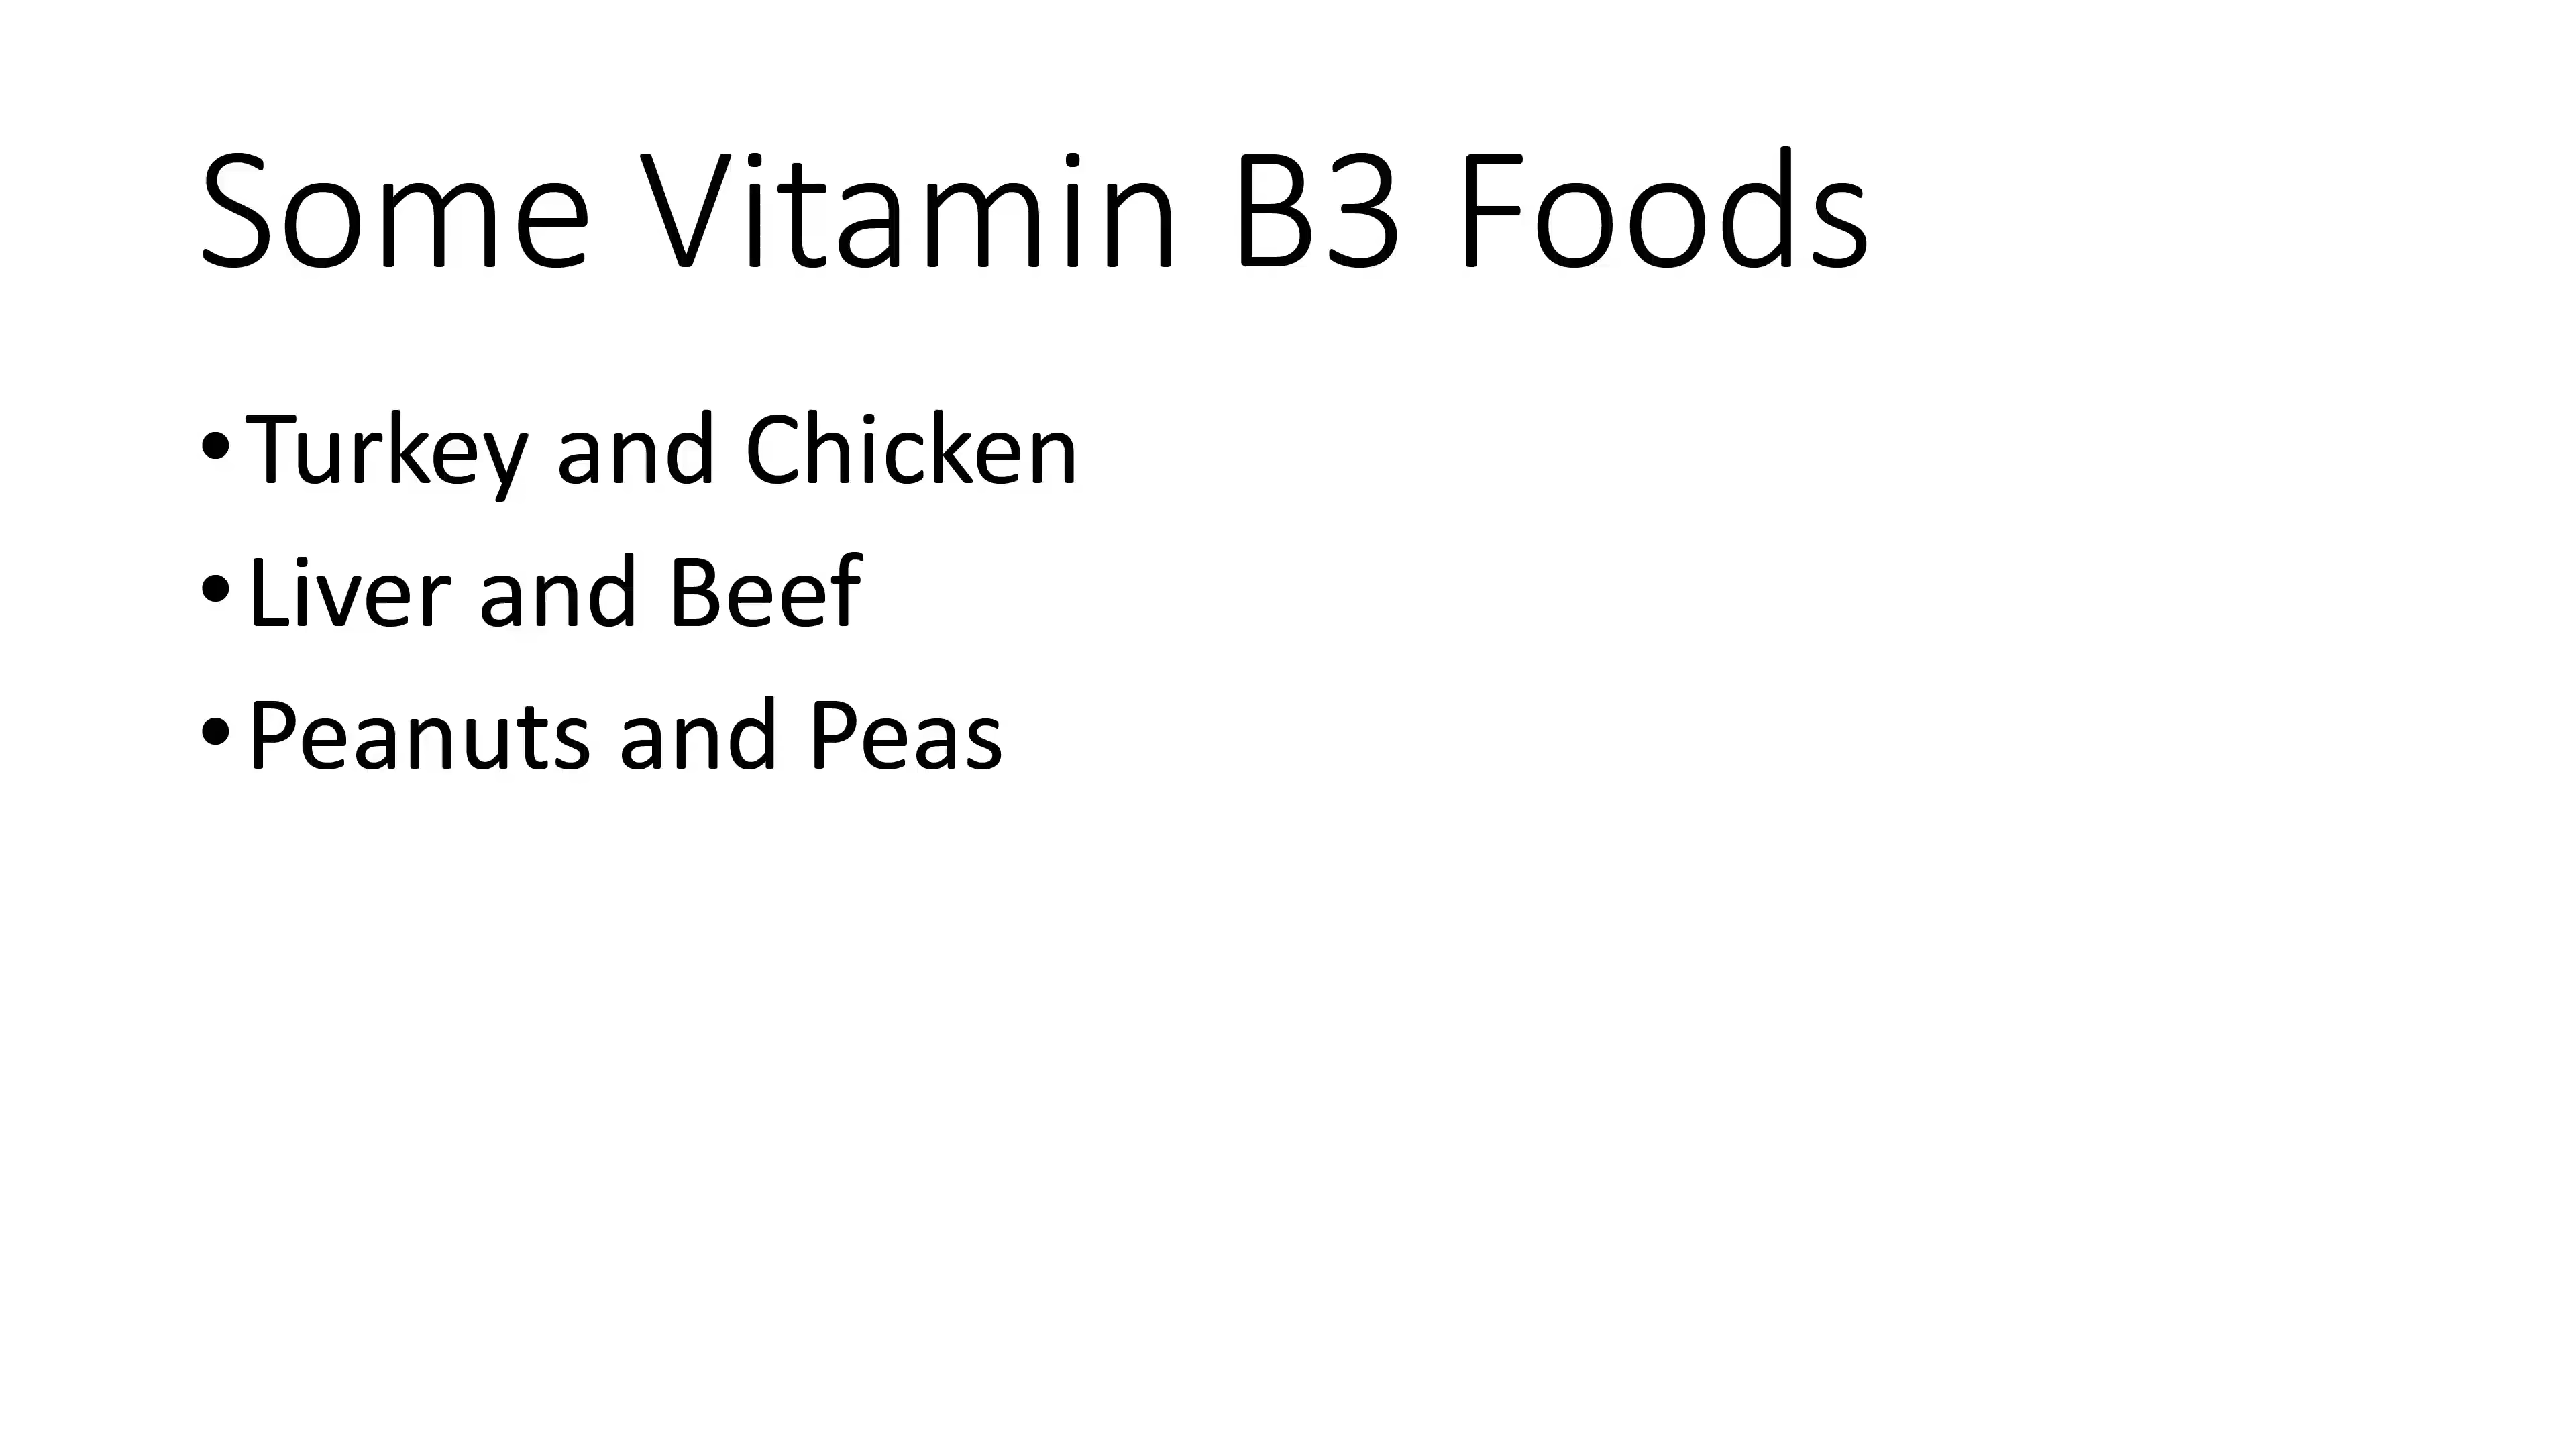 Some Vitamin B3 Foods
• Turkey and Chicken
• Liver and Beef
• Peanuts and Peas